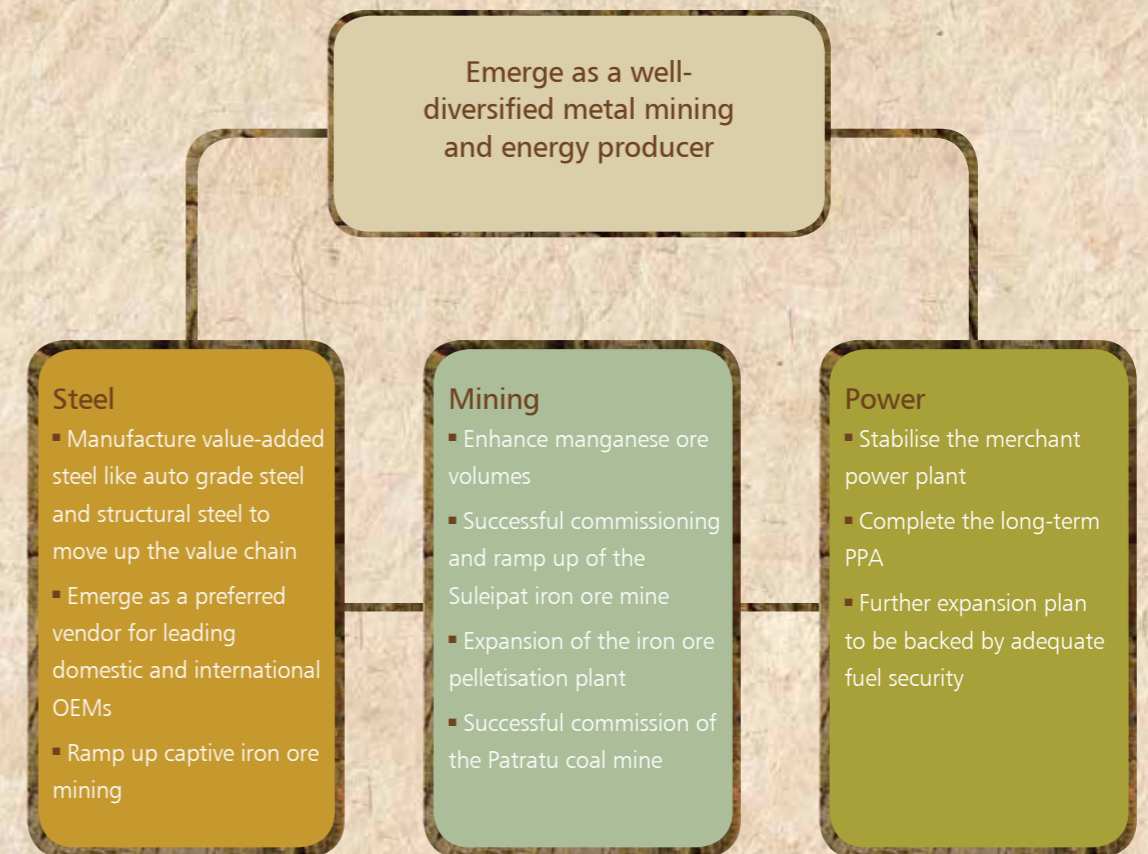 Emerge as a well-
diversified metal mining
and energy producer
Steel
▪ Manufacture value-added
steel like auto grade steel
and structural steel to
move up the value chain
▪ Emerge as a preferred
vendor for leading
domestic and international
OEMs
▪ Ramp up captive iron ore
mining
Mining
▪ Enhance manganese ore
volumes
▪ Successful commissioning
and ramp up of the
Suleipat iron ore mine
▪ Expansion of the iron ore
pelletisation plant
▪ Successful commission of
the Patratu coal mine
Power
▪ Stabilise the merchant
power plant
▪ Complete the long-term
PPA
▪ Further expansion plan
to be backed by adequate
fuel security